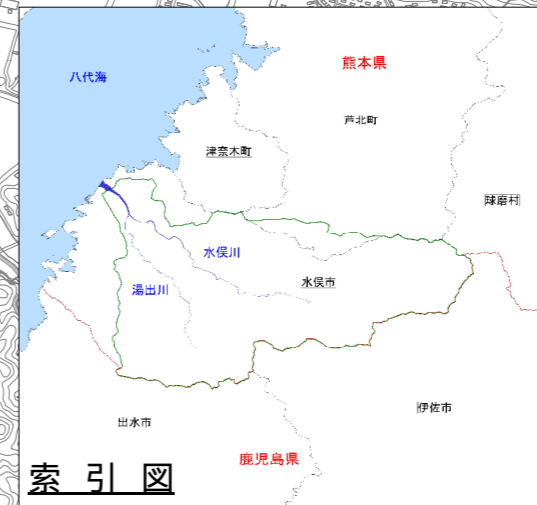 熊本県
八代海
芦北町
津奈木町
球磨村
水俣川
水俣市
湯出川
伊佐市
出水市
鹿児島県
索引図